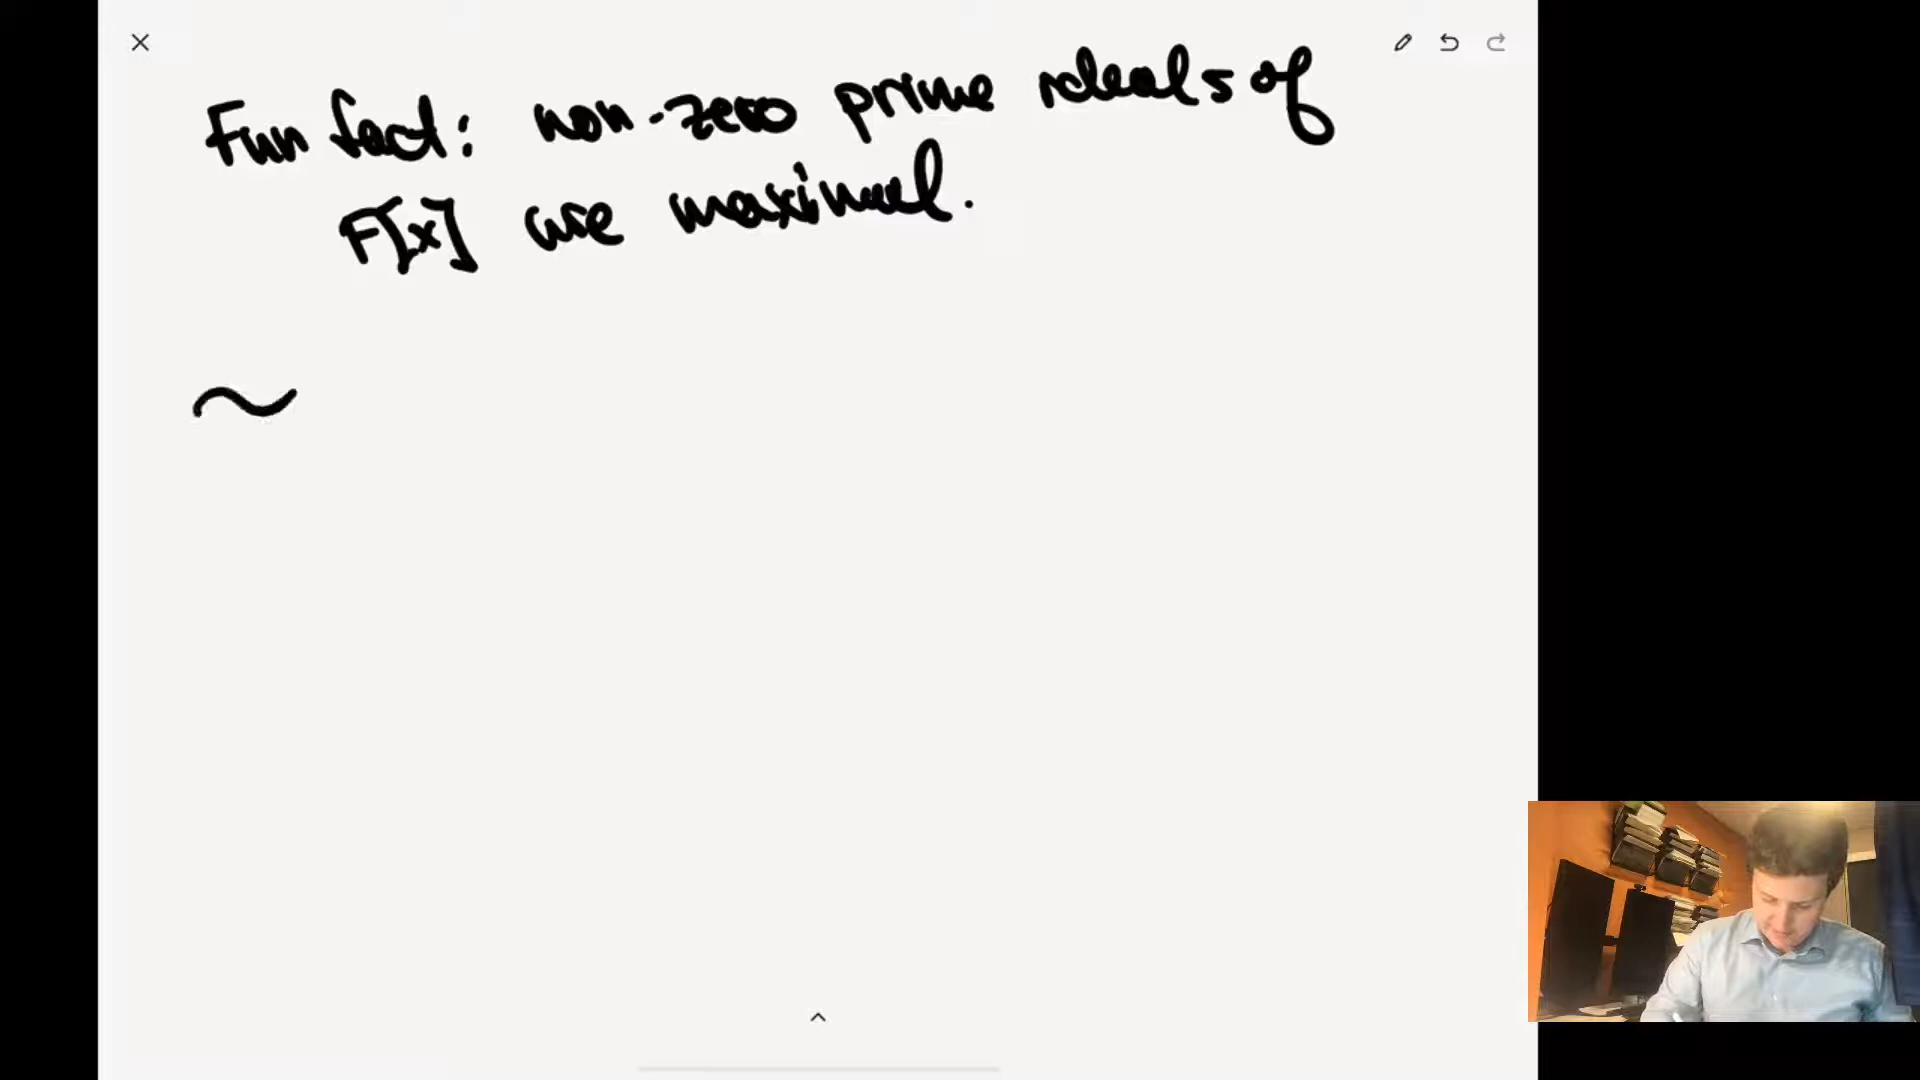 Fun fact: non-zero prime ideals of
F[x] are maximal.
~